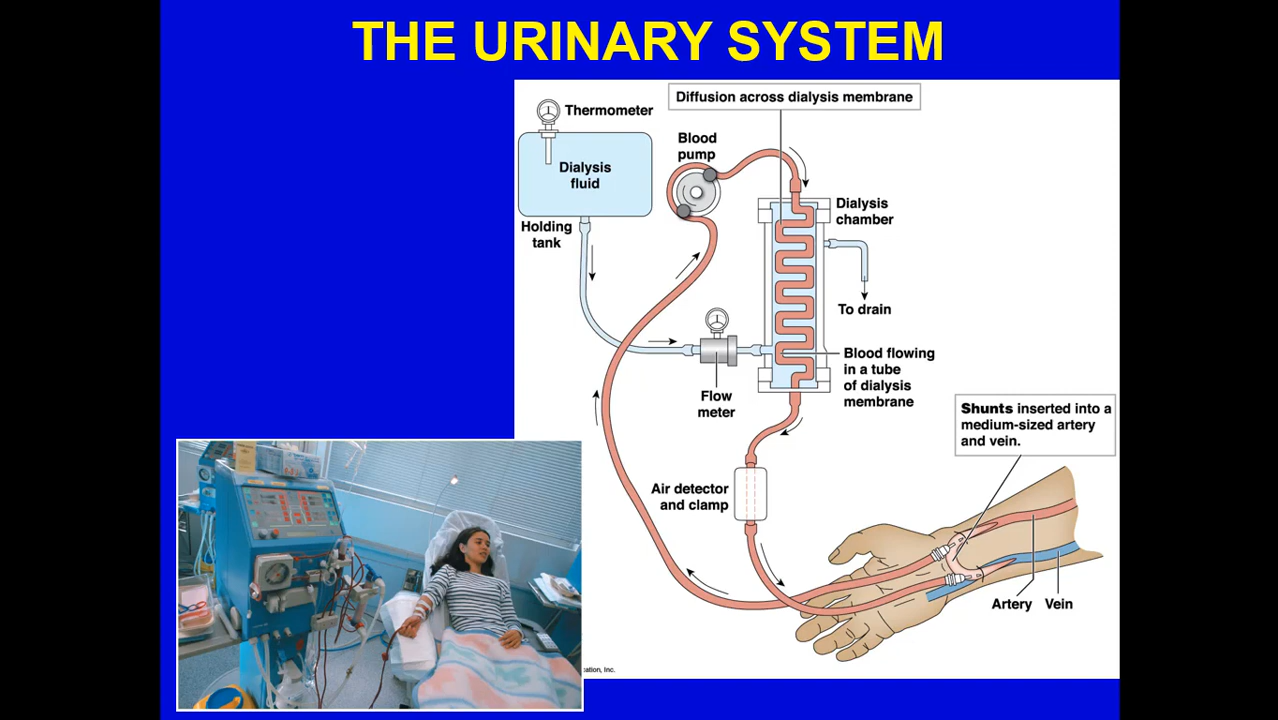 THE URINARY SYSTEM
Diffusion across dialysis membrane
Thermometer
Blood
pump
Dialysis
fluid
Dialysis
chamber
Holding
tank
To drain
Blood flowing
in a tube
of dialysis
membrane
Flow
meter
Shunts inserted into a
medium-sized artery
and vein.
Air detector
and clamp
Artery
Vein
cation, Inc.